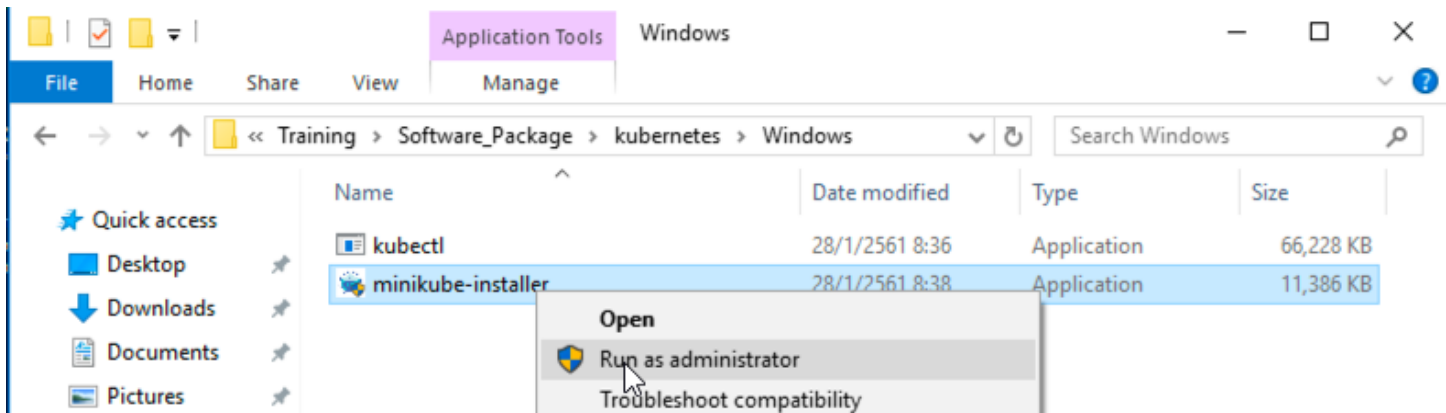 Application Tools Windows
File Home Share View Manage
« Training > Software_Package > kubernetes > Windows Search Windows
Name Date modified Type Size
Quick access
kubectl 28/1/2561 8:36 Application 66,228 KB
Desktop
minikube-installer 28/1/2561 8:38 Application 11,386 KB
Downloads
Open
Documents
Run as administrator
Pictures
Troubleshoot compatibility